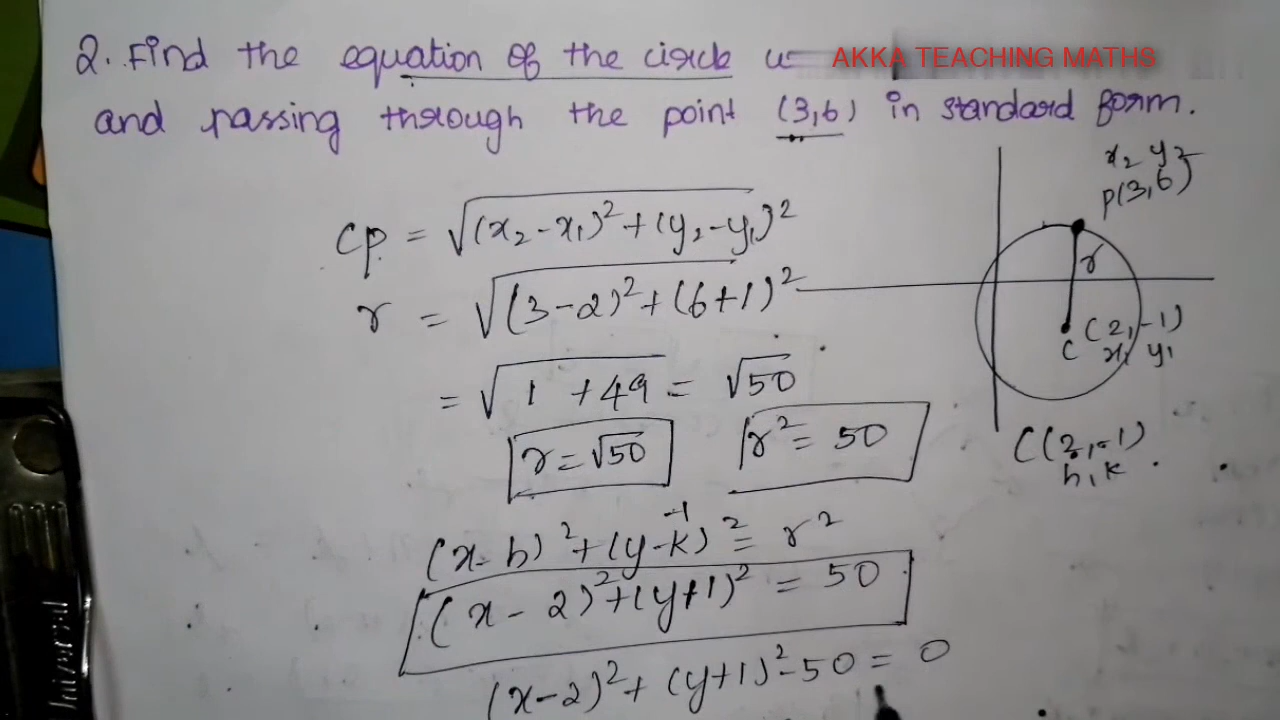 2. Find the equation of the circle
AKKA TEACHING MATHS
and passing through the point (3,6) in standard form.
x₂ y₂
P(3,6)
CP = √(x₂-x₁)²+(y₂-y₁)²
r
r = √(3-2)²+(6+1)²
C (2,-1)
x₁ y₁
= √1+49 = √50
r=√50 r²=50
C(2,-1)
h,k
-1
(x-h)²+(y-k)²=r²
(x-2)²+(y+1)²=50
(x-2)²+(y+1)²-50=0